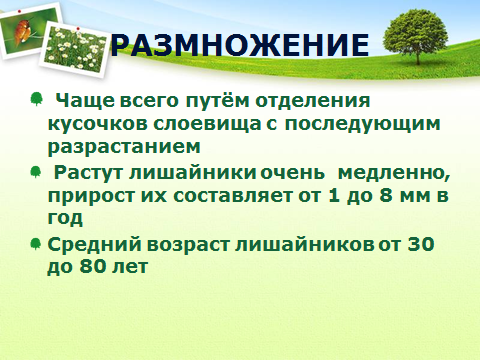 РАЗМНОЖЕНИЕ
Чаще всего путём отделения
кусочков слоевища с последующим
разрастанием
Растут лишайники очень медленно,
прирост их составляет от 1 до 8 мм в
год
Средний возраст лишайников от 30
до 80 лет